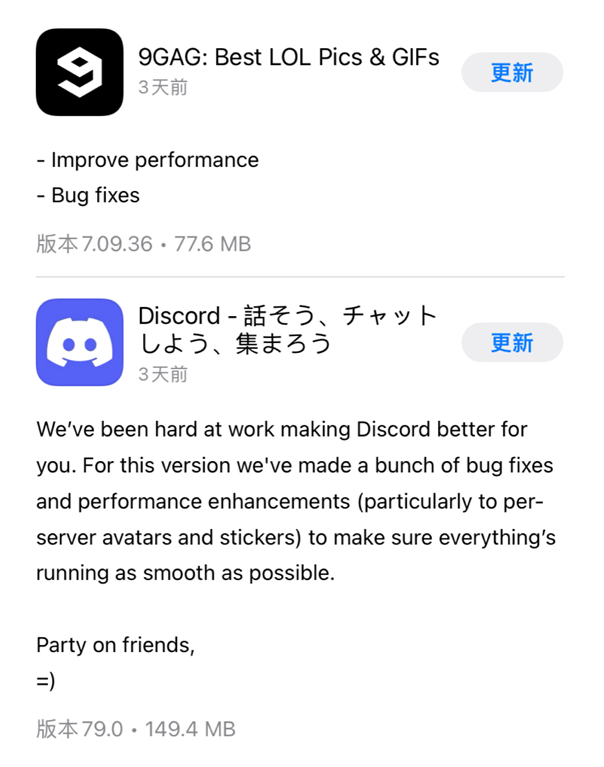 9GAG: Best LOL Pics & GIFs
3天前
更新
- Improve performance
- Bug fixes
版本 7.09.36 • 77.6 MB
Discord - 話そう、チャット
しよう、集まろう
3天前
更新
We’ve been hard at work making Discord better for
you. For this version we've made a bunch of bug fixes
and performance enhancements (particularly to per-
server avatars and stickers) to make sure everything’s
running as smooth as possible.
Party on friends,
=)
版本 79.0 • 149.4 MB